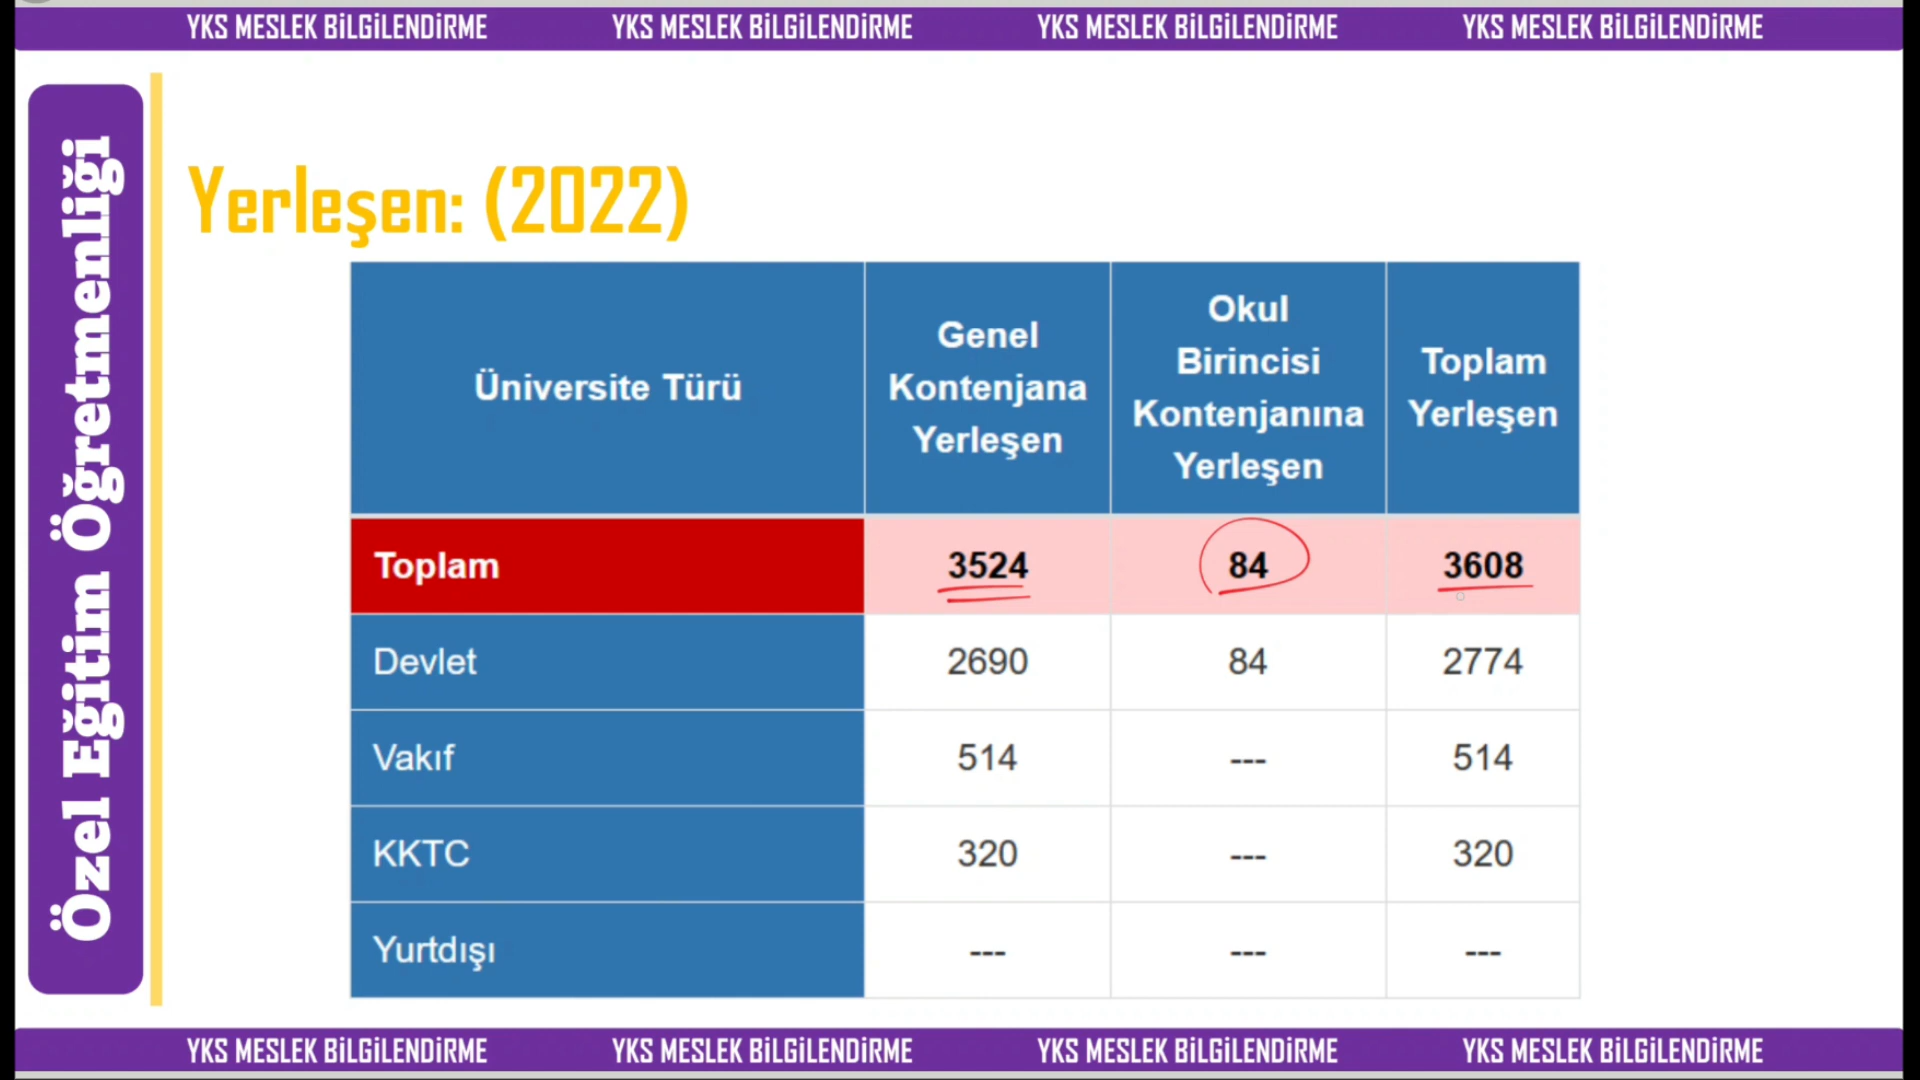 YKS MESLEK BİLGİLENDİRME YKS MESLEK BİLGİLENDİRME YKS MESLEK BİLGİLENDİRME YKS MESLEK BİLGİLENDİRME
Özel Eğitim Öğretmenliği
Yerleşen: (2022)
Üniversite Türü
Genel
Kontenjana
Yerleşen
Okul
Birincisi
Kontenjanına
Yerleşen
Toplam
Yerleşen
Toplam 3524 84 3608
Devlet 2690 84 2774
Vakıf 514 --- 514
KKTC 320 --- 320
Yurtdışı --- --- ---
YKS MESLEK BİLGİLENDİRME YKS MESLEK BİLGİLENDİRME YKS MESLEK BİLGİLENDİRME YKS MESLEK BİLGİLENDİRME